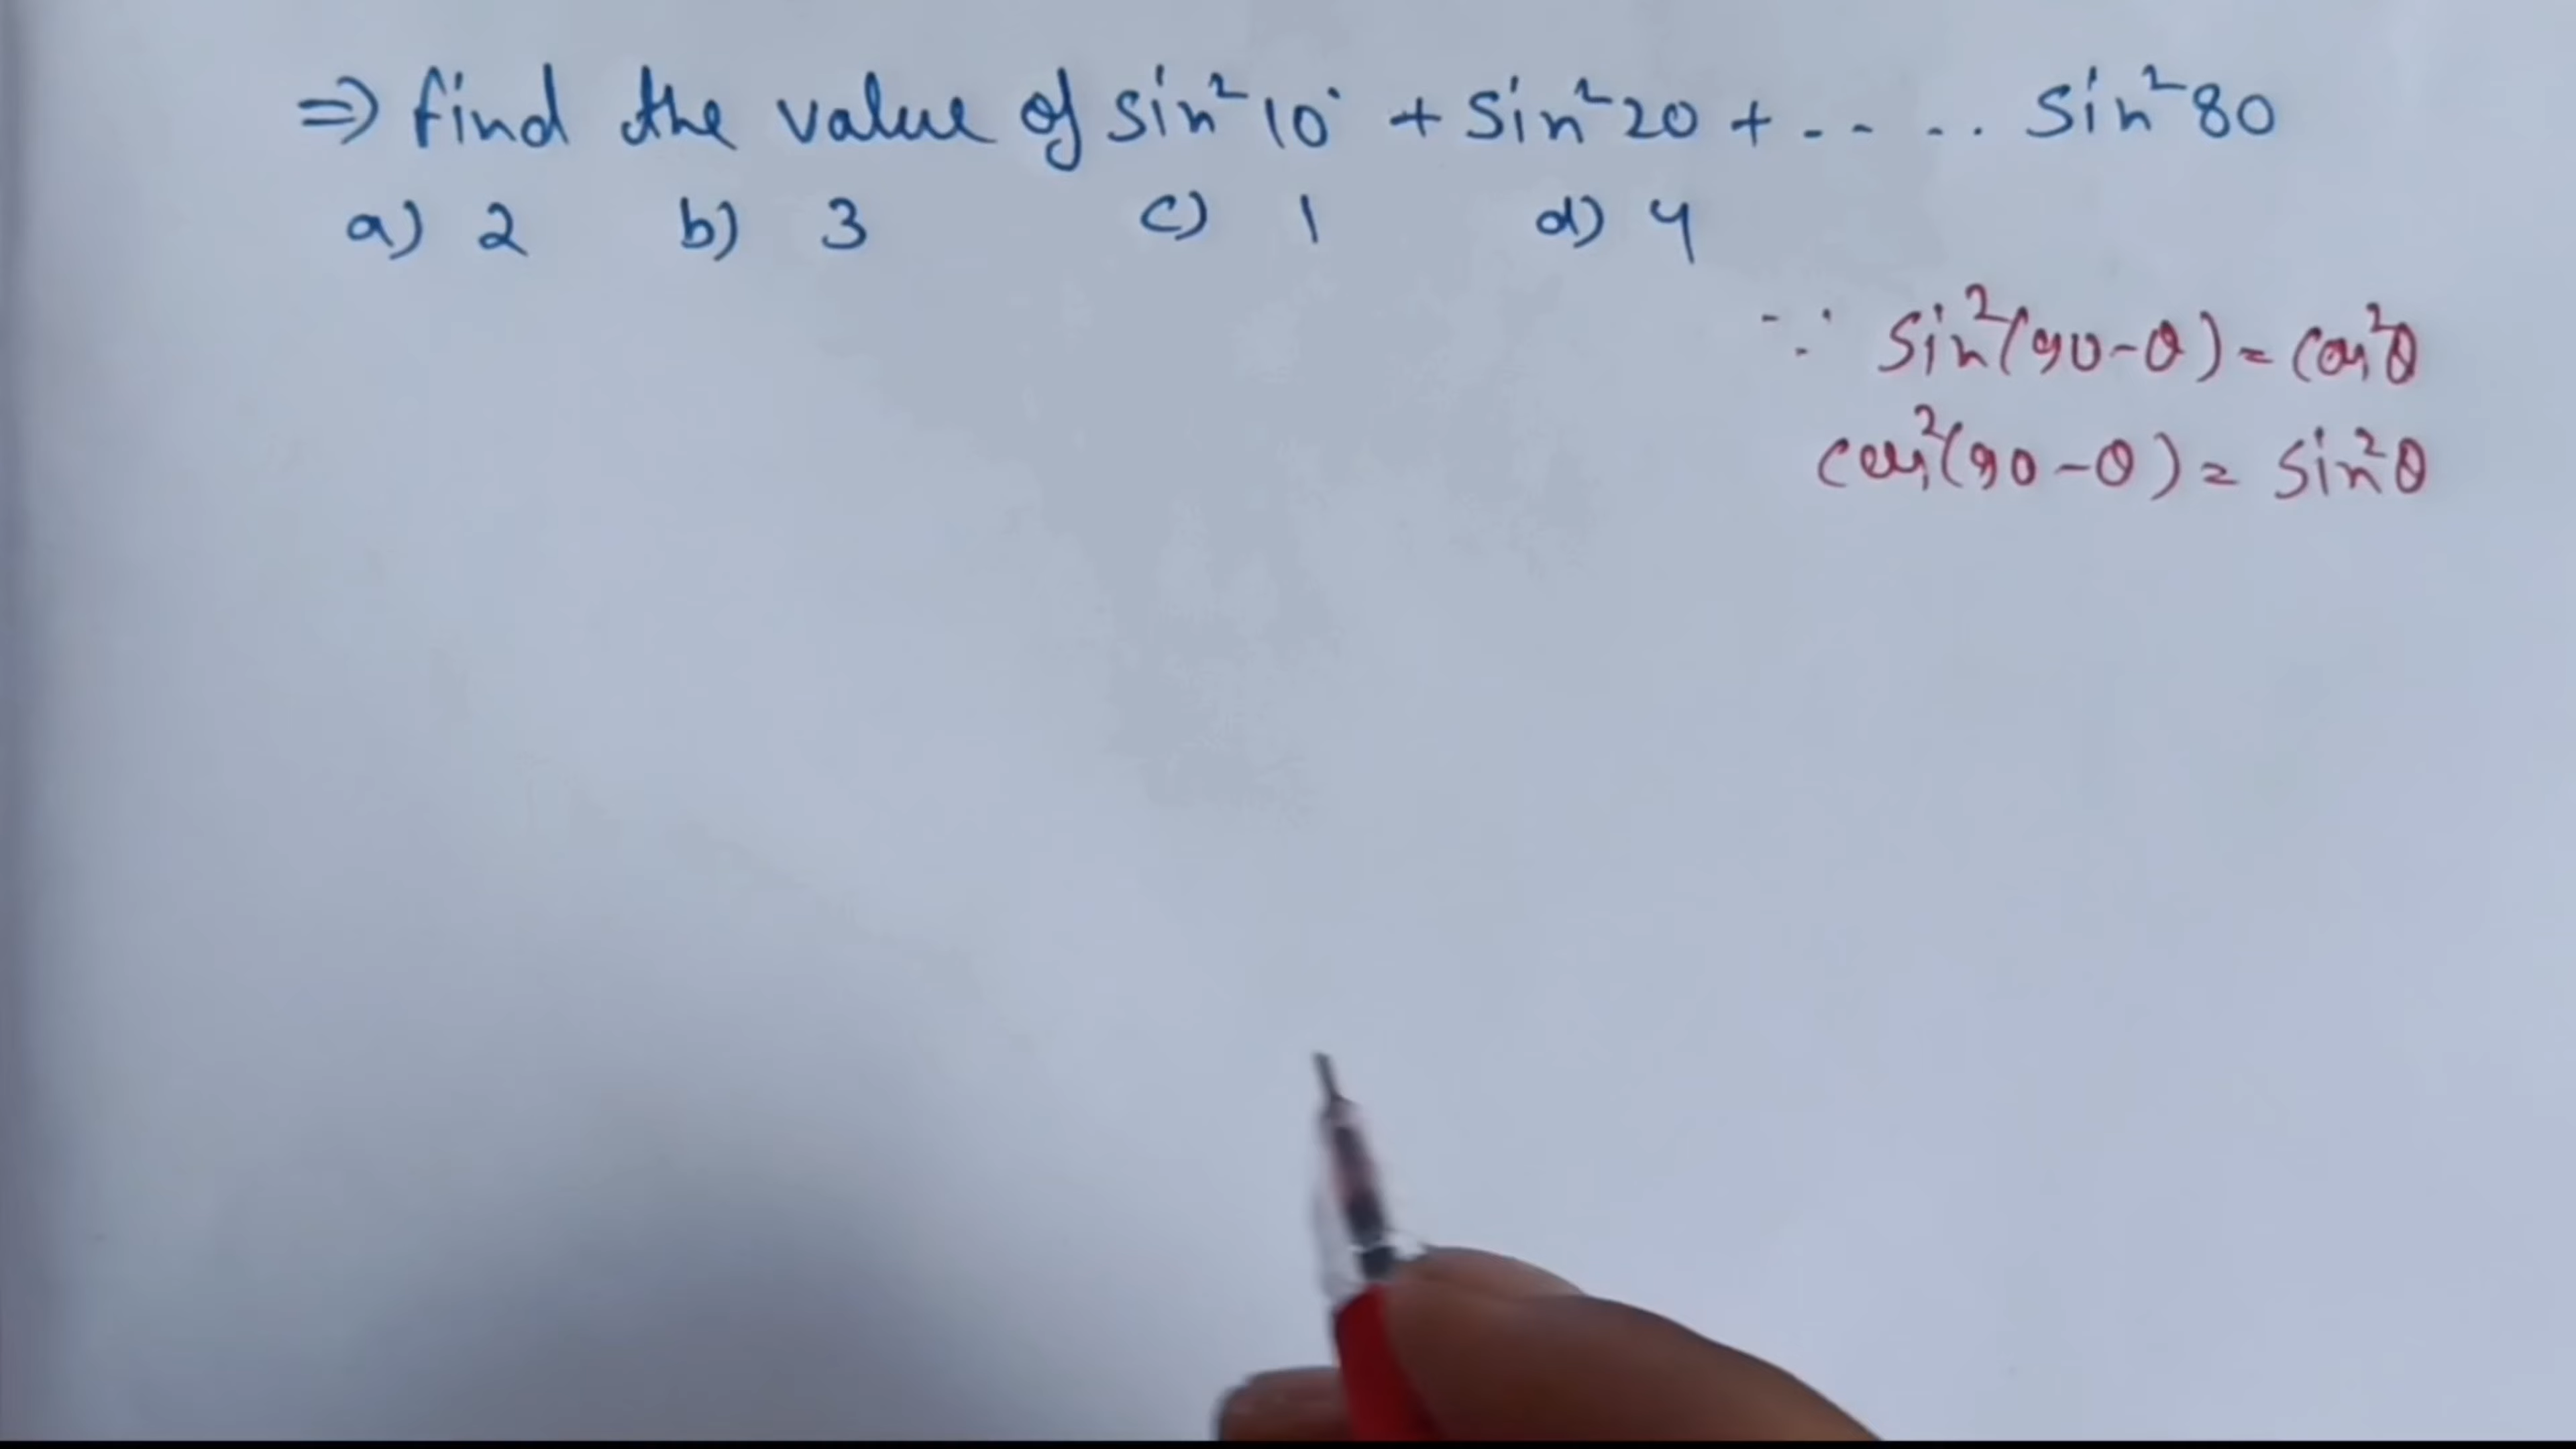 ⇒ find the value of sin²10° + sin²20 + - - .. sin²80
a) 2 b) 3 c) 1 d) 4
∵ sin²(90-θ) = cos²θ
cos²(90-θ) = sin²θ